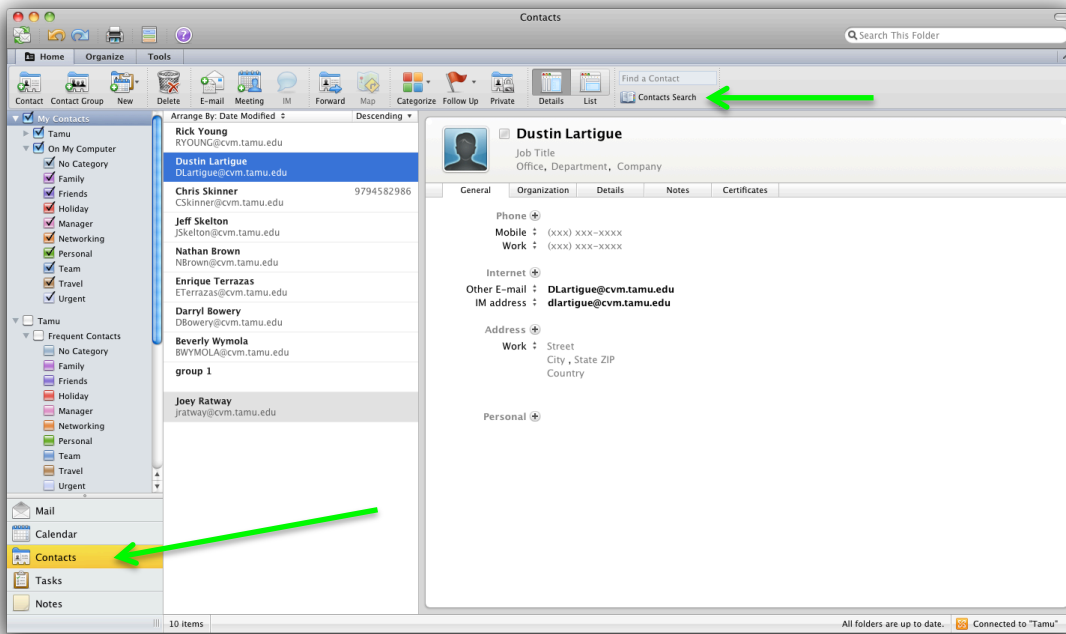 Contacts
Search This Folder
Home Organize Tools
Find a Contact
Contact Contact Group New Delete E-mail Meeting IM Forward Map Categorize Follow Up Private Details List Contacts Search
My Contacts
Tamu
On My Computer
No Category
Family
Friends
Holiday
Manager
Networking
Personal
Team
Travel
Urgent
Tamu
Frequent Contacts
No Category
Family
Friends
Holiday
Manager
Networking
Personal
Team
Travel
Urgent
Mail
Calendar
Contacts
Tasks
Notes
Arrange By: Date Modified Descending
Rick Young
RYOUNG@cvm.tamu.edu
Dustin Lartigue
DLartigue@cvm.tamu.edu
Chris Skinner 9794582986
CSkinner@cvm.tamu.edu
Jeff Skelton
JSkelton@cvm.tamu.edu
Nathan Brown
NBrown@cvm.tamu.edu
Enrique Terrazas
ETerrazas@cvm.tamu.edu
Darryl Bowery
DBowery@cvm.tamu.edu
Beverly Wymola
BWYMOLA@cvm.tamu.edu
group 1
Joey Ratway
jratway@cvm.tamu.edu
Dustin Lartigue
Job Title
Office, Department, Company
General Organization Details Notes Certificates
Phone
Mobile (xxx) xxx-xxxx
Work (xxx) xxx-xxxx
Internet
Other E-mail DLartigue@cvm.tamu.edu
IM address dlartigue@cvm.tamu.edu
Address
Work Street
City , State ZIP
Country
Personal
10 items
All folders are up to date. Connected to "Tamu"